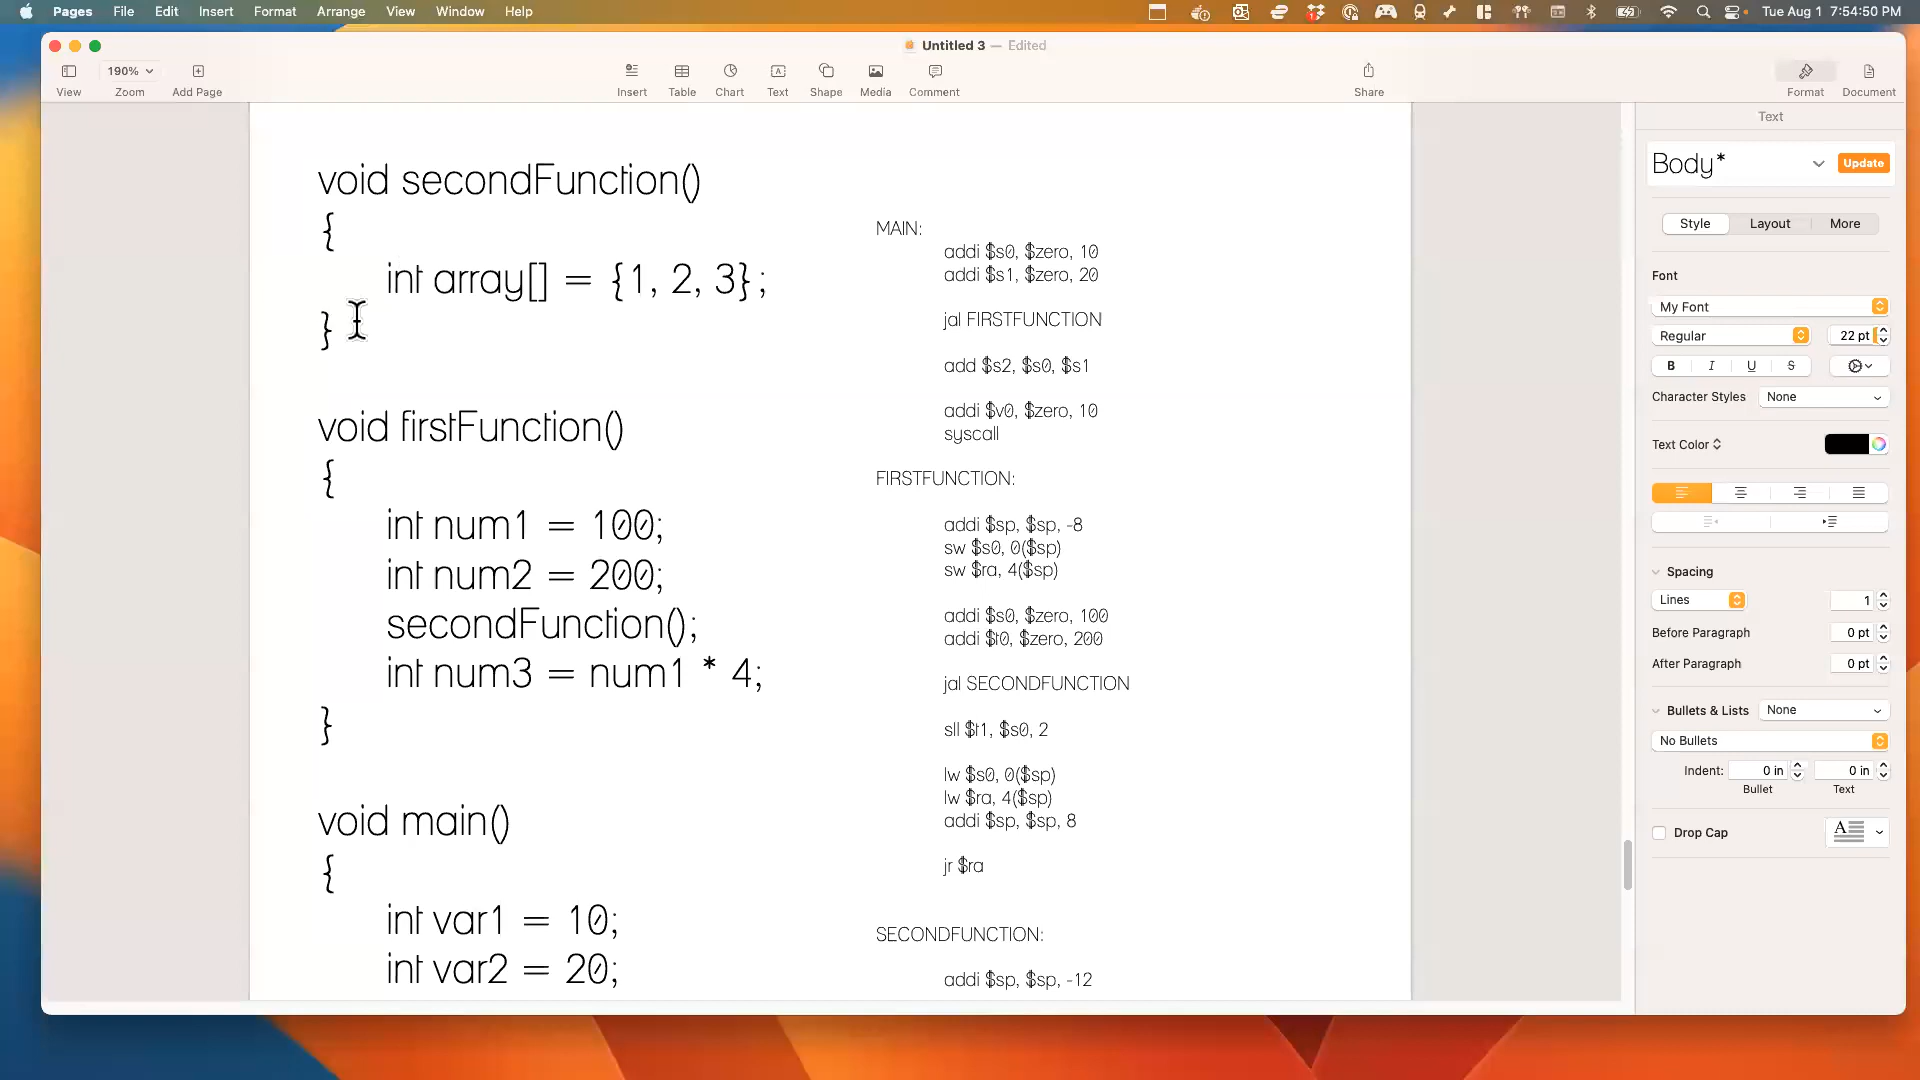 Pages File Edit Insert Format Arrange View Window Help
Tue Aug 1 7:54:50 PM
Untitled 3 — Edited
190%
View Zoom Add Page
Insert Table Chart Text Shape Media Comment
Share
Format Document
void secondFunction()
{
int array[] = {1, 2, 3};
}
void firstFunction()
{
int num1 = 100;
int num2 = 200;
secondFunction();
int num3 = num1 * 4;
}
void main()
{
int var1 = 10;
int var2 = 20;
MAIN:
addi $s0, $zero, 10
addi $s1, $zero, 20
jal FIRSTFUNCTION
add $s2, $s0, $s1
addi $v0, $zero, 10
syscall
FIRSTFUNCTION:
addi $sp, $sp, -8
sw $s0, 0($sp)
sw $ra, 4($sp)
addi $s0, $zero, 100
addi $t0, $zero, 200
jal SECONDFUNCTION
sll $t1, $s0, 2
lw $s0, 0($sp)
lw $ra, 4($sp)
addi $sp, $sp, 8
jr $ra
SECONDFUNCTION:
addi $sp, $sp, -12
Text
Body*
Update
Style Layout More
Font
My Font
Regular 22 pt
B I U S
Character Styles None
Text Color
Spacing
Lines 1
Before Paragraph 0 pt
After Paragraph 0 pt
Bullets & Lists None
No Bullets
Indent: 0 in 0 in
Bullet Text
Drop Cap